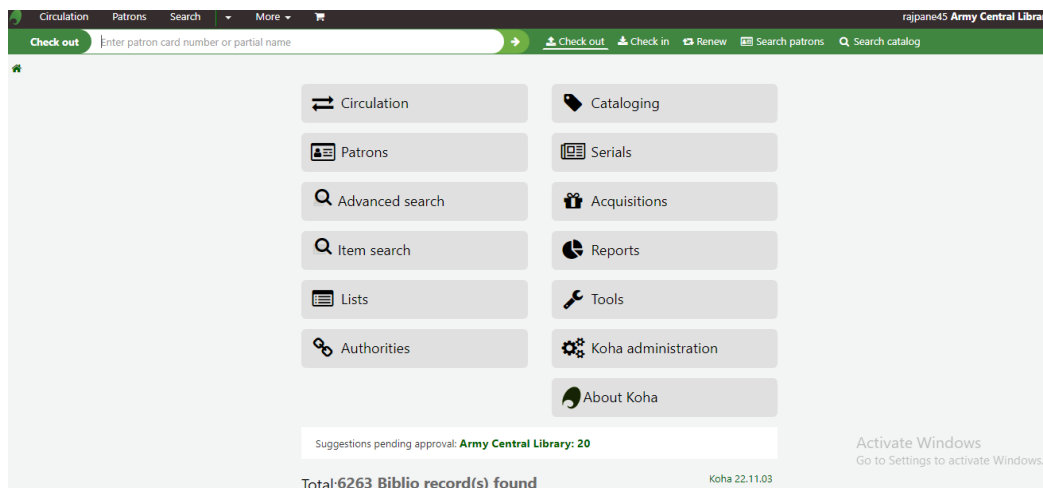 Circulation Patrons Search More rajpane45 Army Central Librar
Check out Enter patron card number or partial name Check out Check in Renew Search patrons Search catalog
Circulation Cataloging
Patrons Serials
Advanced search Acquisitions
Item search Reports
Lists Tools
Authorities Koha administration
About Koha
Suggestions pending approval: Army Central Library: 20
Activate Windows
Go to Settings to activate Windows.
Total:6263 Biblio record(s) found Koha 22.11.03